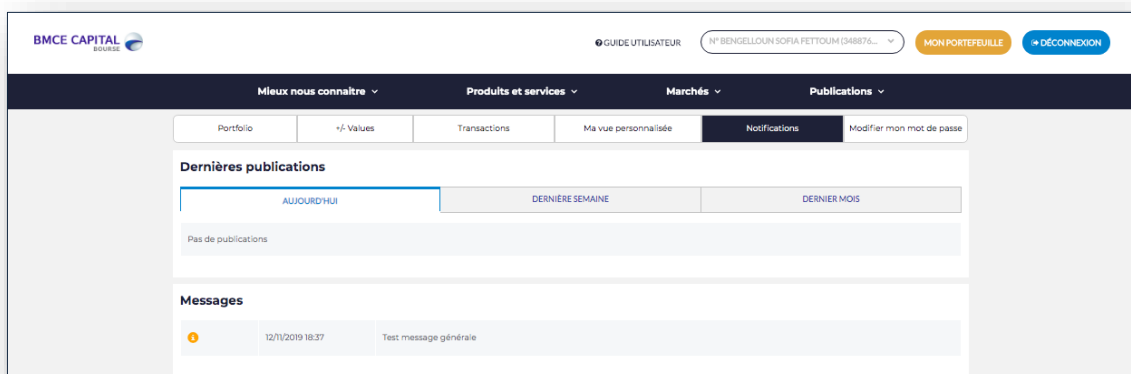 BMCE CAPITAL
BOURSE
GUIDE UTILISATEUR
N° BENGELLOUN SOFIA FETTOUM (348876...
MON PORTEFEUILLE
DÉCONNEXION
Mieux nous connaitre
Produits et services
Marchés
Publications
Portfolio
+/- Values
Transactions
Ma vue personnalisée
Notifications
Modifier mon mot de passe
Dernières publications
AUJOURD'HUI
DERNIÈRE SEMAINE
DERNIER MOIS
Pas de publications
Messages
12/11/2019 18:37
Test message générale